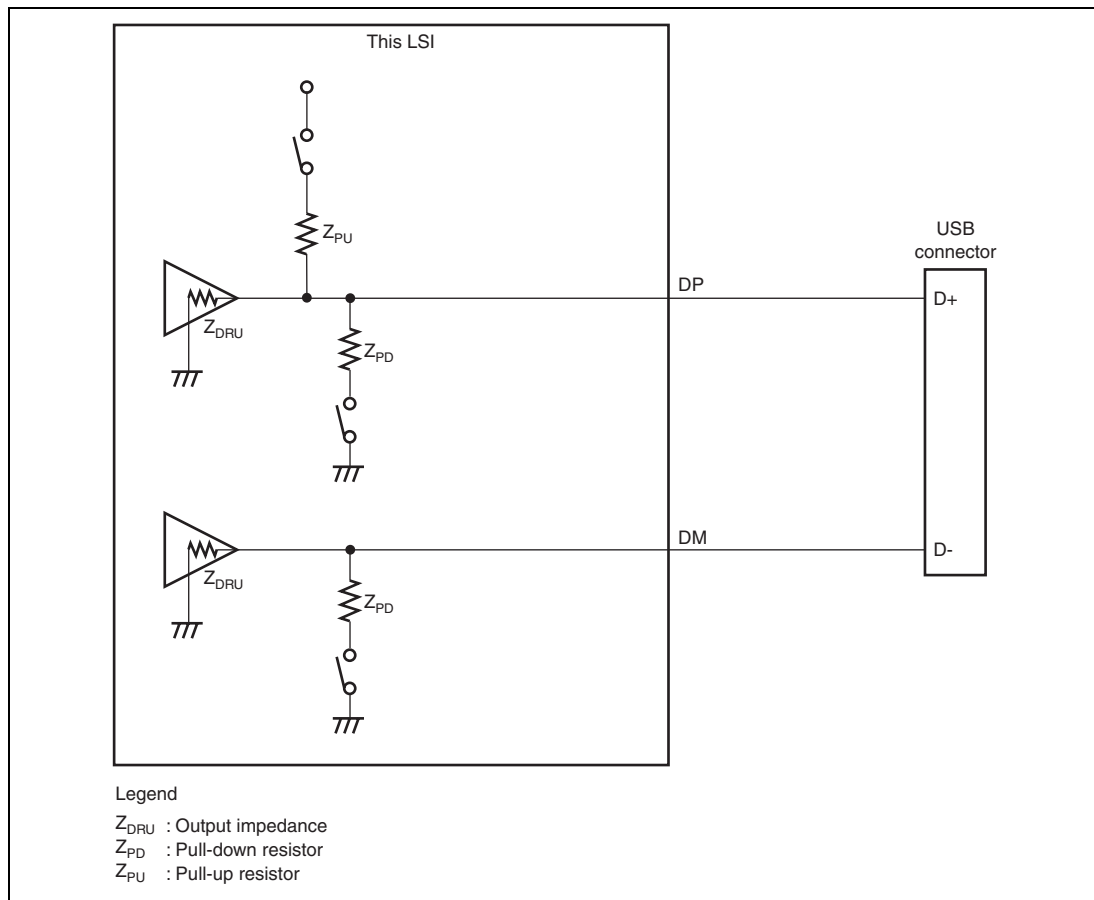 This LSI
Z_PU
USB
connector
DP
D+
Z_DRU
Z_PD
DM
D-
Z_DRU
Z_PD
Legend
Z_DRU : Output impedance
Z_PD : Pull-down resistor
Z_PU : Pull-up resistor